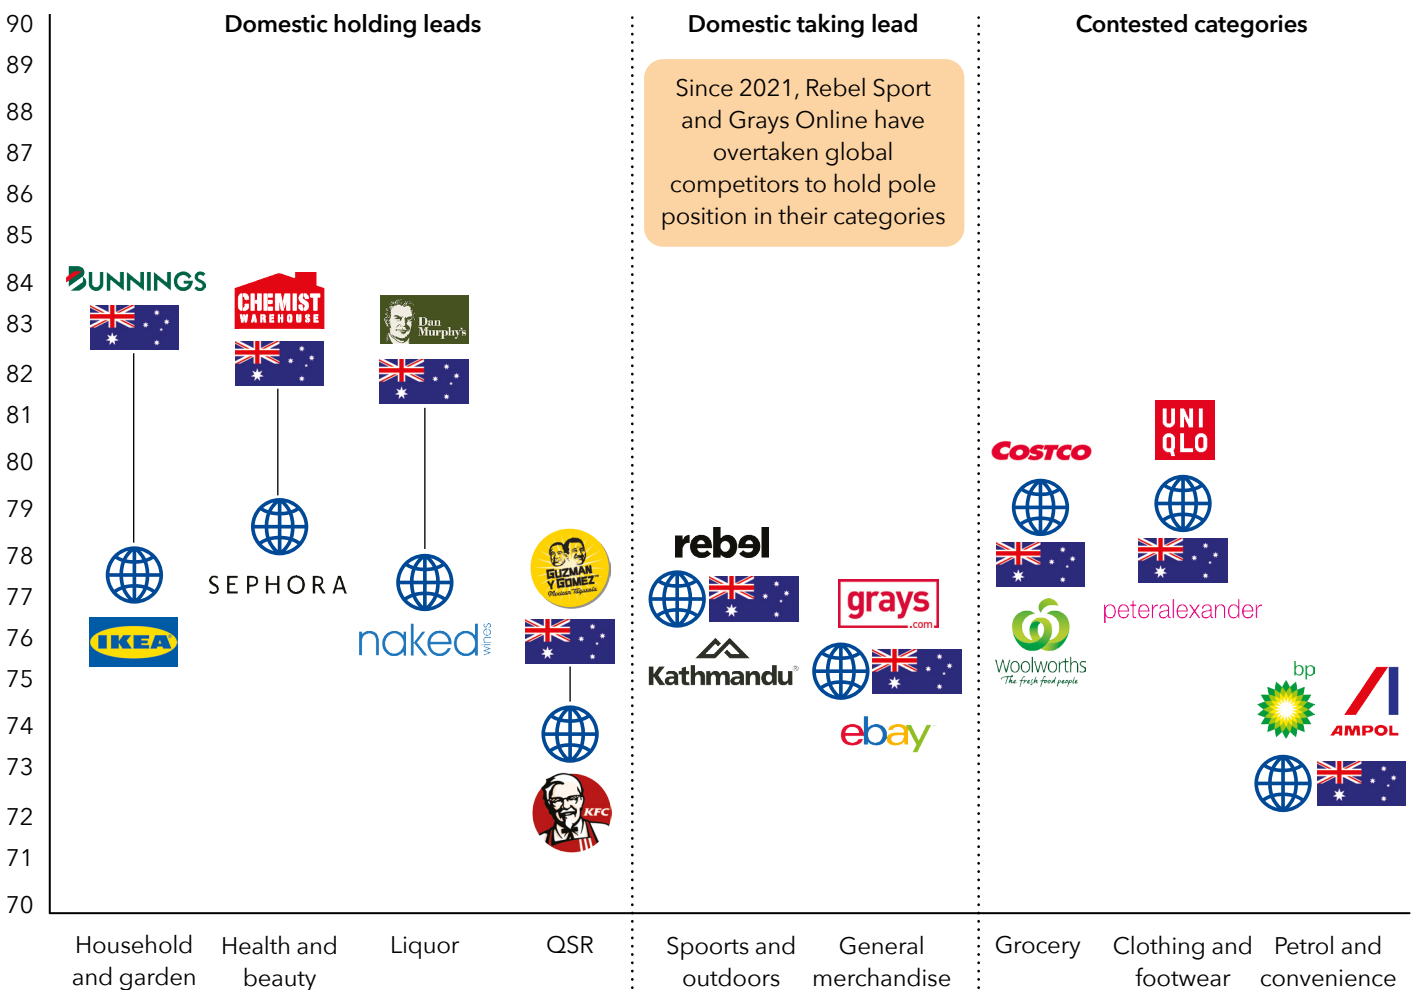 Domestic holding leads
Domestic taking lead
Contested categories
Since 2021, Rebel Sport
and Grays Online have
overtaken global
competitors to hold pole
position in their categories
90
89
88
87
86
85
84
83
82
81
80
79
78
77
76
75
74
73
72
71
70
BUNNINGS
IKEA
CHEMIST
WAREHOUSE
SEPHORA
Dan
Murphy's
naked
wines
GUZMAN
Y GOMEZ
Mexican Taqueria
KFC
rebel
Kathmandu®
grays
.com
ebay
COSTCO
Woolworths
The fresh food people
UNI
QLO
peteralexander
bp
AMPOL
Household
and garden
Health and
beauty
Liquor
QSR
Spoorts and
outdoors
General
merchandise
Grocery
Clothing and
footwear
Petrol and
convenience